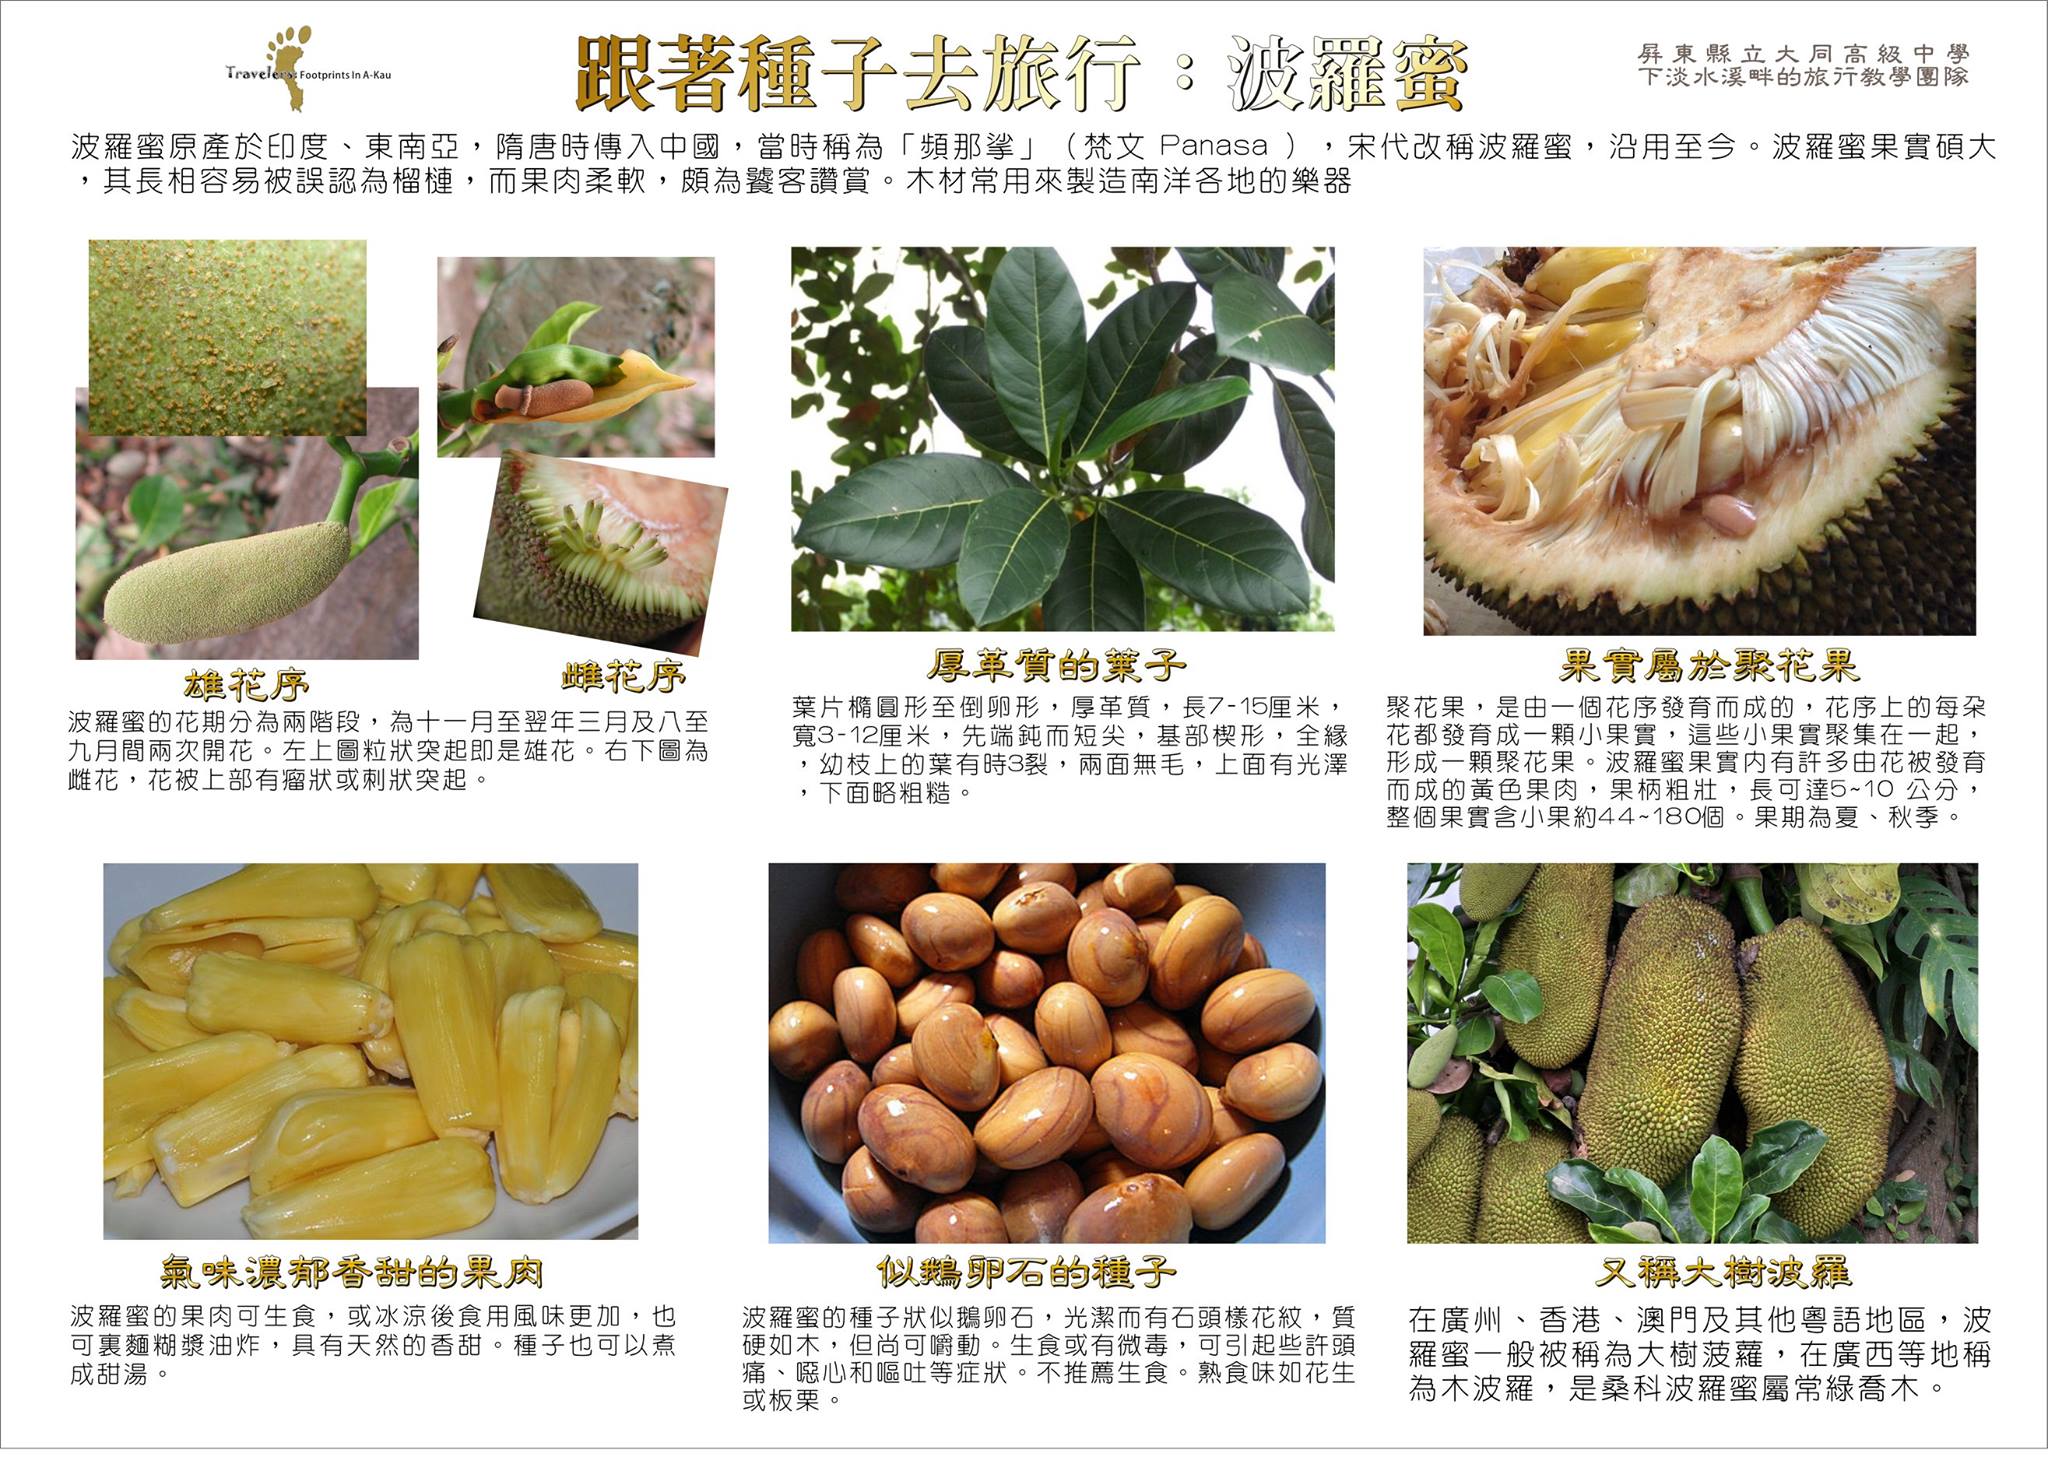 Travelers: Footprints In A-Kau
跟著種子去旅行：波羅蜜
屏東縣立大同高級中學
下淡水溪畔的旅行教學團隊
波羅蜜原產於印度、東南亞，隋唐時傳入中國，當時稱為「頻那挲」（梵文 Panasa ），宋代改稱波羅蜜，沿用至今。波羅蜜果實碩大
，其長相容易被誤認為榴槤，而果肉柔軟，頗為饕客讚賞。木材常用來製造南洋各地的樂器
雄花序
雌花序
波羅蜜的花期分為兩階段，為十一月至翌年三月及八至
九月間兩次開花。左上圖粒狀突起即是雄花。右下圖為
雌花，花被上部有瘤狀或刺狀突起。
厚革質的葉子
葉片橢圓形至倒卵形，厚革質，長7-15厘米，
寬3-12厘米，先端鈍而短尖，基部楔形，全緣
，幼枝上的葉有時3裂，兩面無毛，上面有光澤
，下面略粗糙。
果實屬於聚花果
聚花果，是由一個花序發育而成的，花序上的每朵
花都發育成一顆小果實，這些小果實聚集在一起，
形成一顆聚花果。波羅蜜果實內有許多由花被發育
而成的黃色果肉，果柄粗壯，長可達5~10 公分，
整個果實含小果約44~180個。果期為夏、秋季。
氣味濃郁香甜的果肉
波羅蜜的果肉可生食，或冰涼後食用風味更加，也
可裹麵糊漿油炸，具有天然的香甜。種子也可以煮
成甜湯。
似鵝卵石的種子
波羅蜜的種子狀似鵝卵石，光潔而有石頭樣花紋，質
硬如木，但尚可嚼動。生食或有微毒，可引起些許頭
痛、噁心和嘔吐等症狀。不推薦生食。熟食味如花生
或板栗。
又稱大樹波羅
在廣州、香港、澳門及其他粵語地區，波
羅蜜一般被稱為大樹菠蘿，在廣西等地稱
為木波羅，是桑科波羅蜜屬常綠喬木。